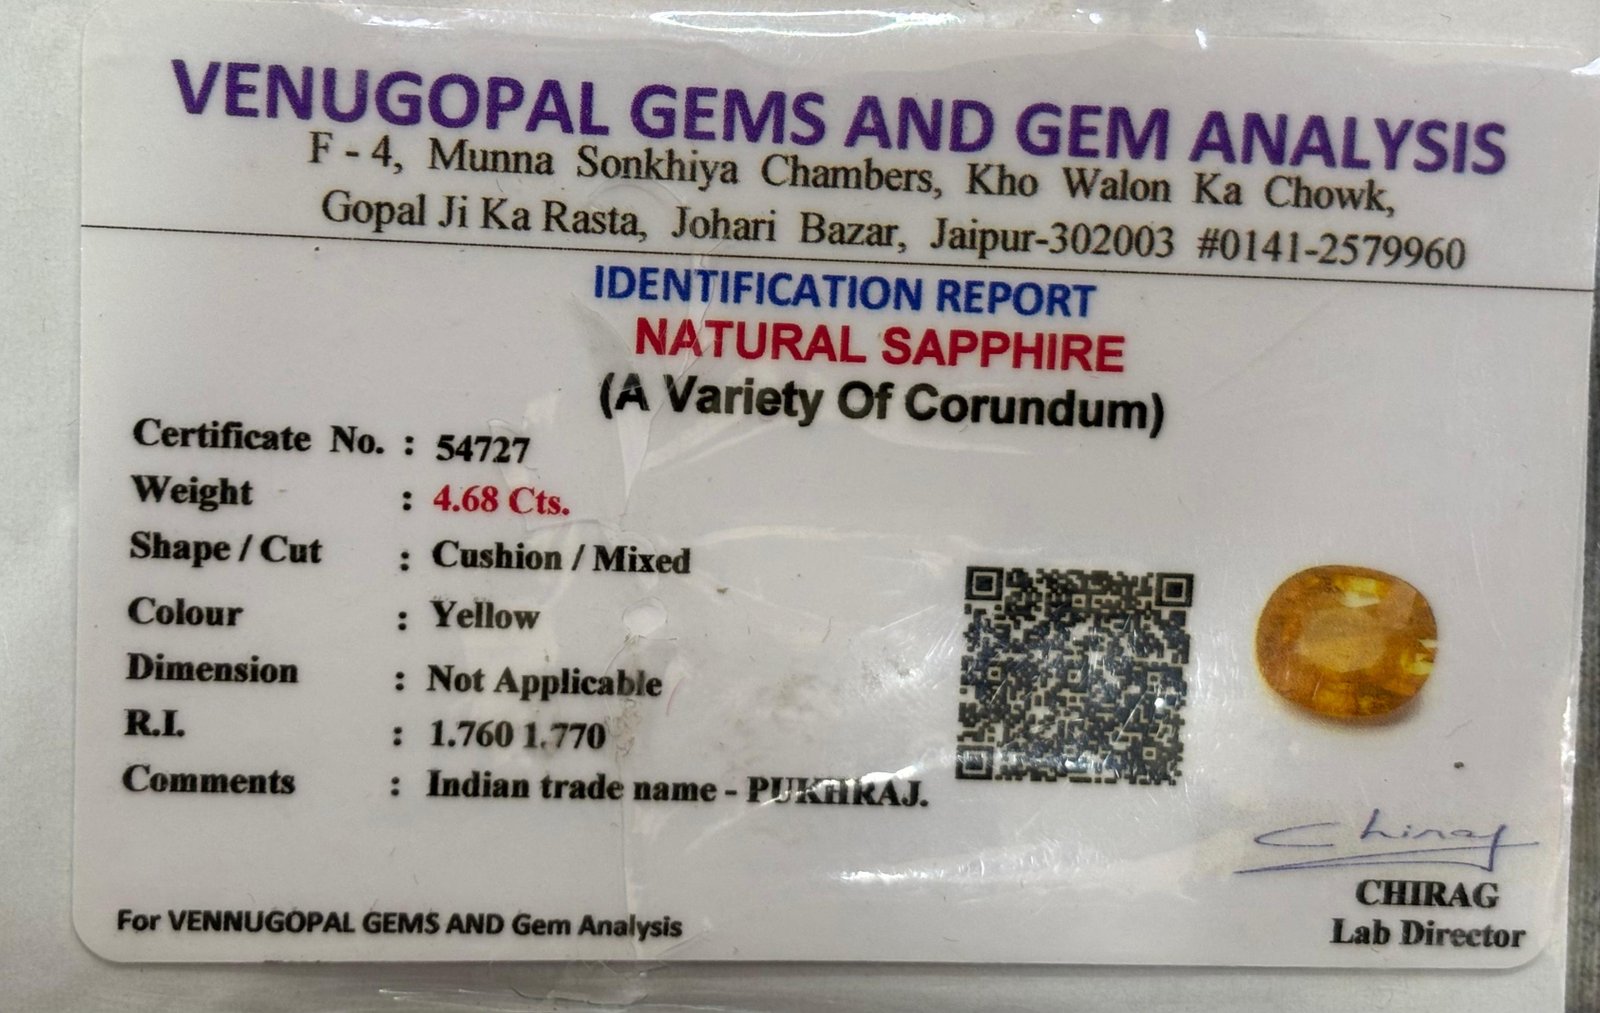 VENUGOPAL GEMS AND GEM ANALYSIS
F - 4, Munna Sonkhiya Chambers, Kho Walon Ka Chowk,
Gopal Ji Ka Rasta, Johari Bazar, Jaipur-302003 #0141-2579960
IDENTIFICATION REPORT
NATURAL SAPPHIRE
(A Variety Of Corundum)
Certificate No. : 54727
Weight : 4.68 Cts.
Shape / Cut : Cushion / Mixed
Colour : Yellow
Dimension : Not Applicable
R.I. : 1.760 1.770
Comments : Indian trade name - PUKHRAJ.
Chirag
CHIRAG
Lab Director
For VENNUGOPAL GEMS AND Gem Analysis